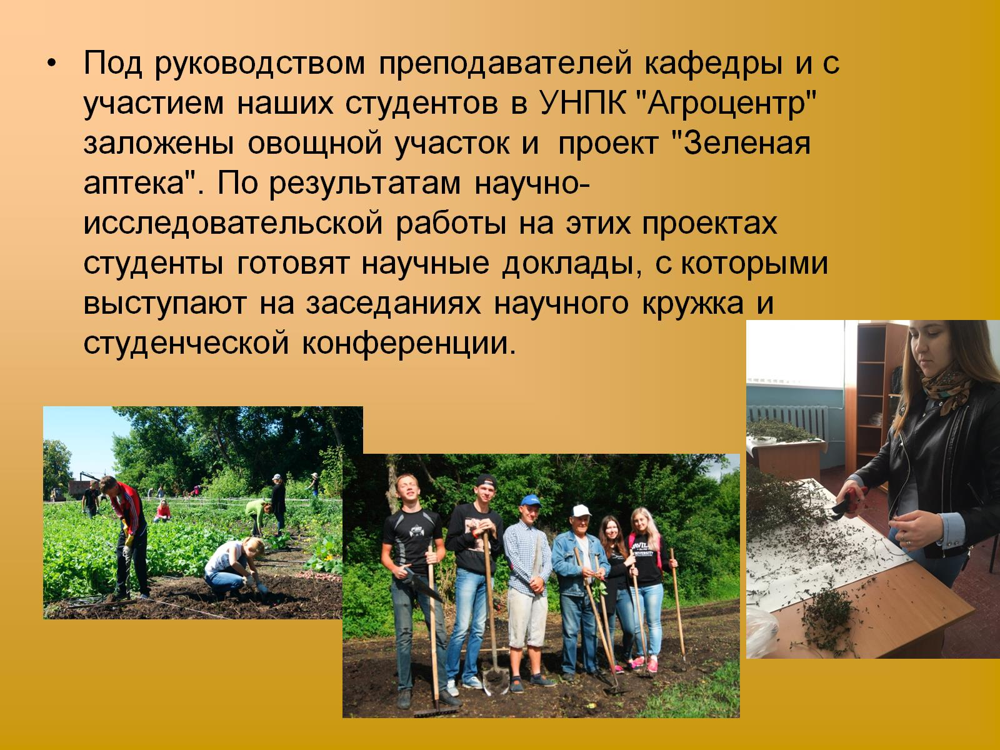 • Под руководством преподавателей кафедры и с
участием наших студентов в УНПК "Агроцентр"
заложены овощной участок и  проект "Зеленая
аптека". По результатам научно-
исследовательской работы на этих проектах
студенты готовят научные доклады, с которыми
выступают на заседаниях научного кружка и
студенческой конференции.